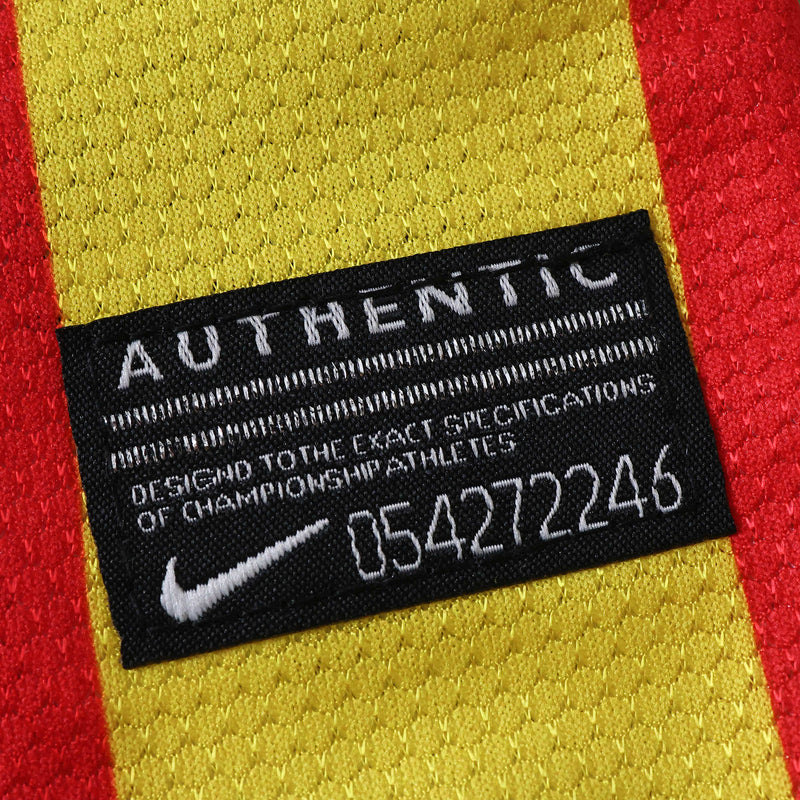 AUTHENTIC
DESIGND TO THE EXACT SPECIFICATIONS
OF CHAMPIONSHIP ATHLETES
054272246